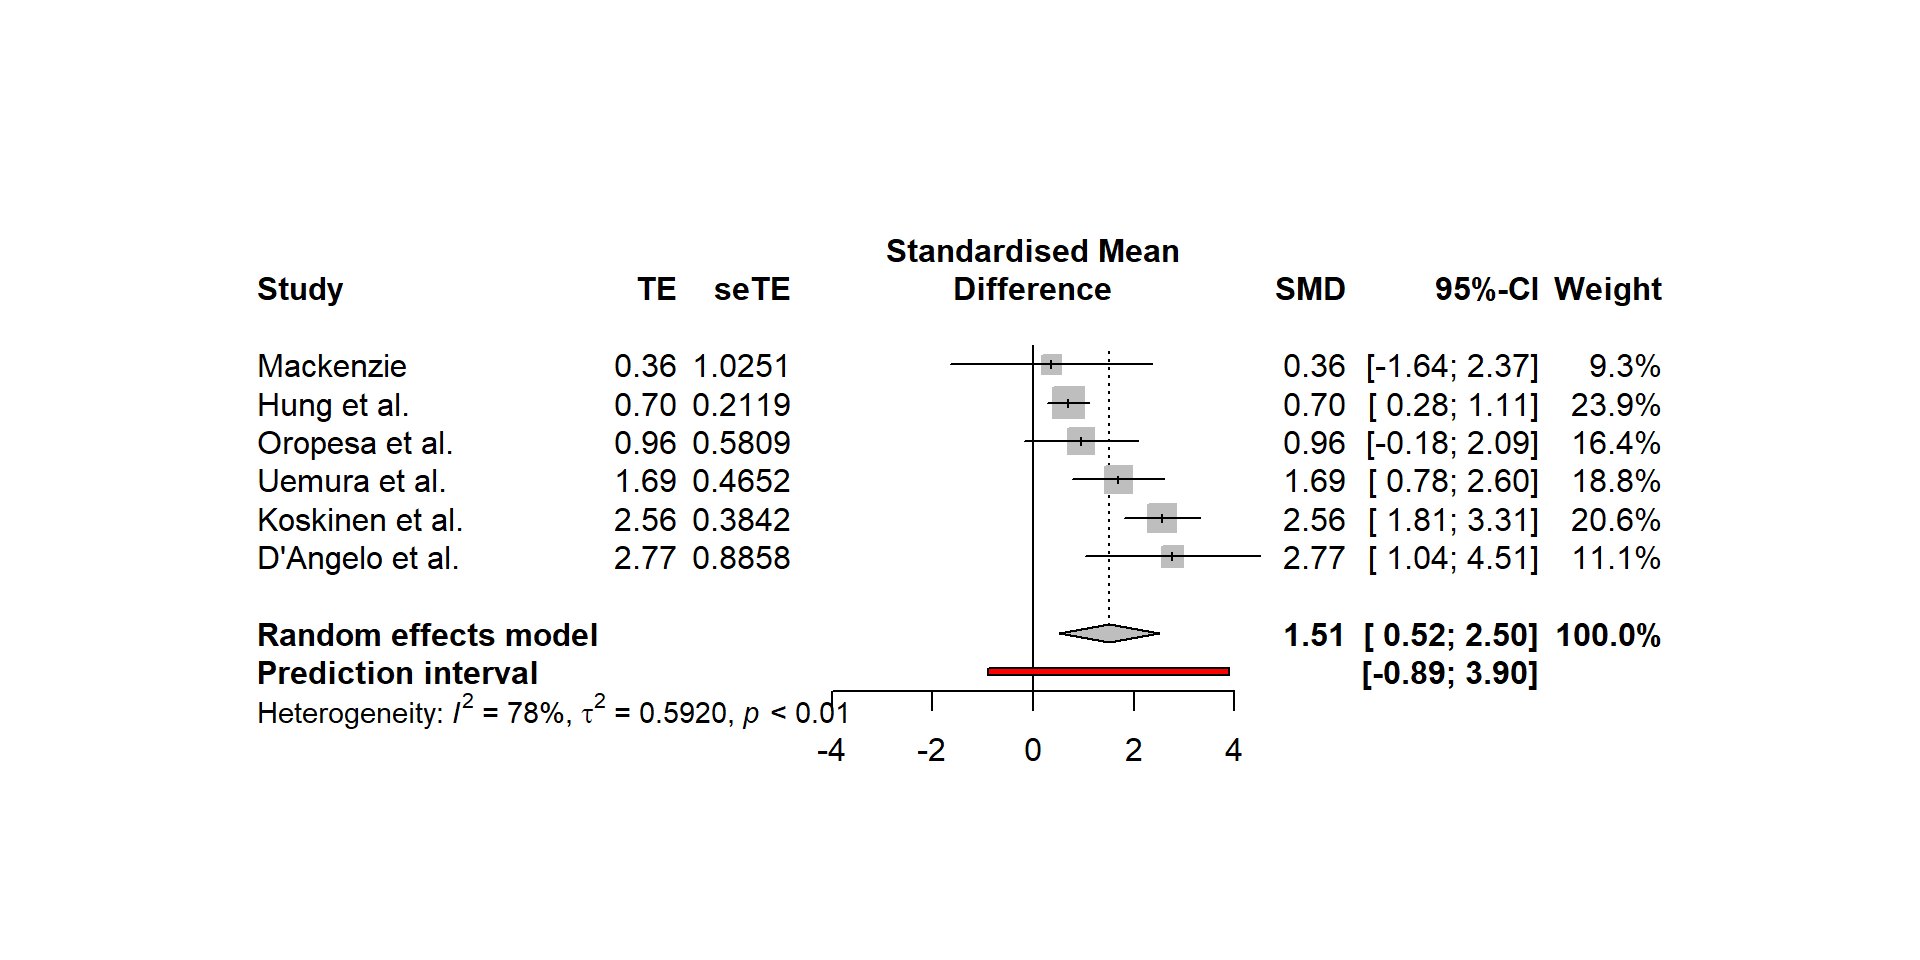 Standardised Mean
Study TE seTE Difference SMD 95%-CI Weight
Mackenzie 0.36 1.0251 0.36 [-1.64; 2.37] 9.3%
Hung et al. 0.70 0.2119 0.70 [ 0.28; 1.11] 23.9%
Oropesa et al. 0.96 0.5809 0.96 [-0.18; 2.09] 16.4%
Uemura et al. 1.69 0.4652 1.69 [ 0.78; 2.60] 18.8%
Koskinen et al. 2.56 0.3842 2.56 [ 1.81; 3.31] 20.6%
D'Angelo et al. 2.77 0.8858 2.77 [ 1.04; 4.51] 11.1%
Random effects model 1.51 [ 0.52; 2.50] 100.0%
Prediction interval [-0.89; 3.90]
Heterogeneity: I² = 78%, τ² = 0.5920, p < 0.01
-4 -2 0 2 4